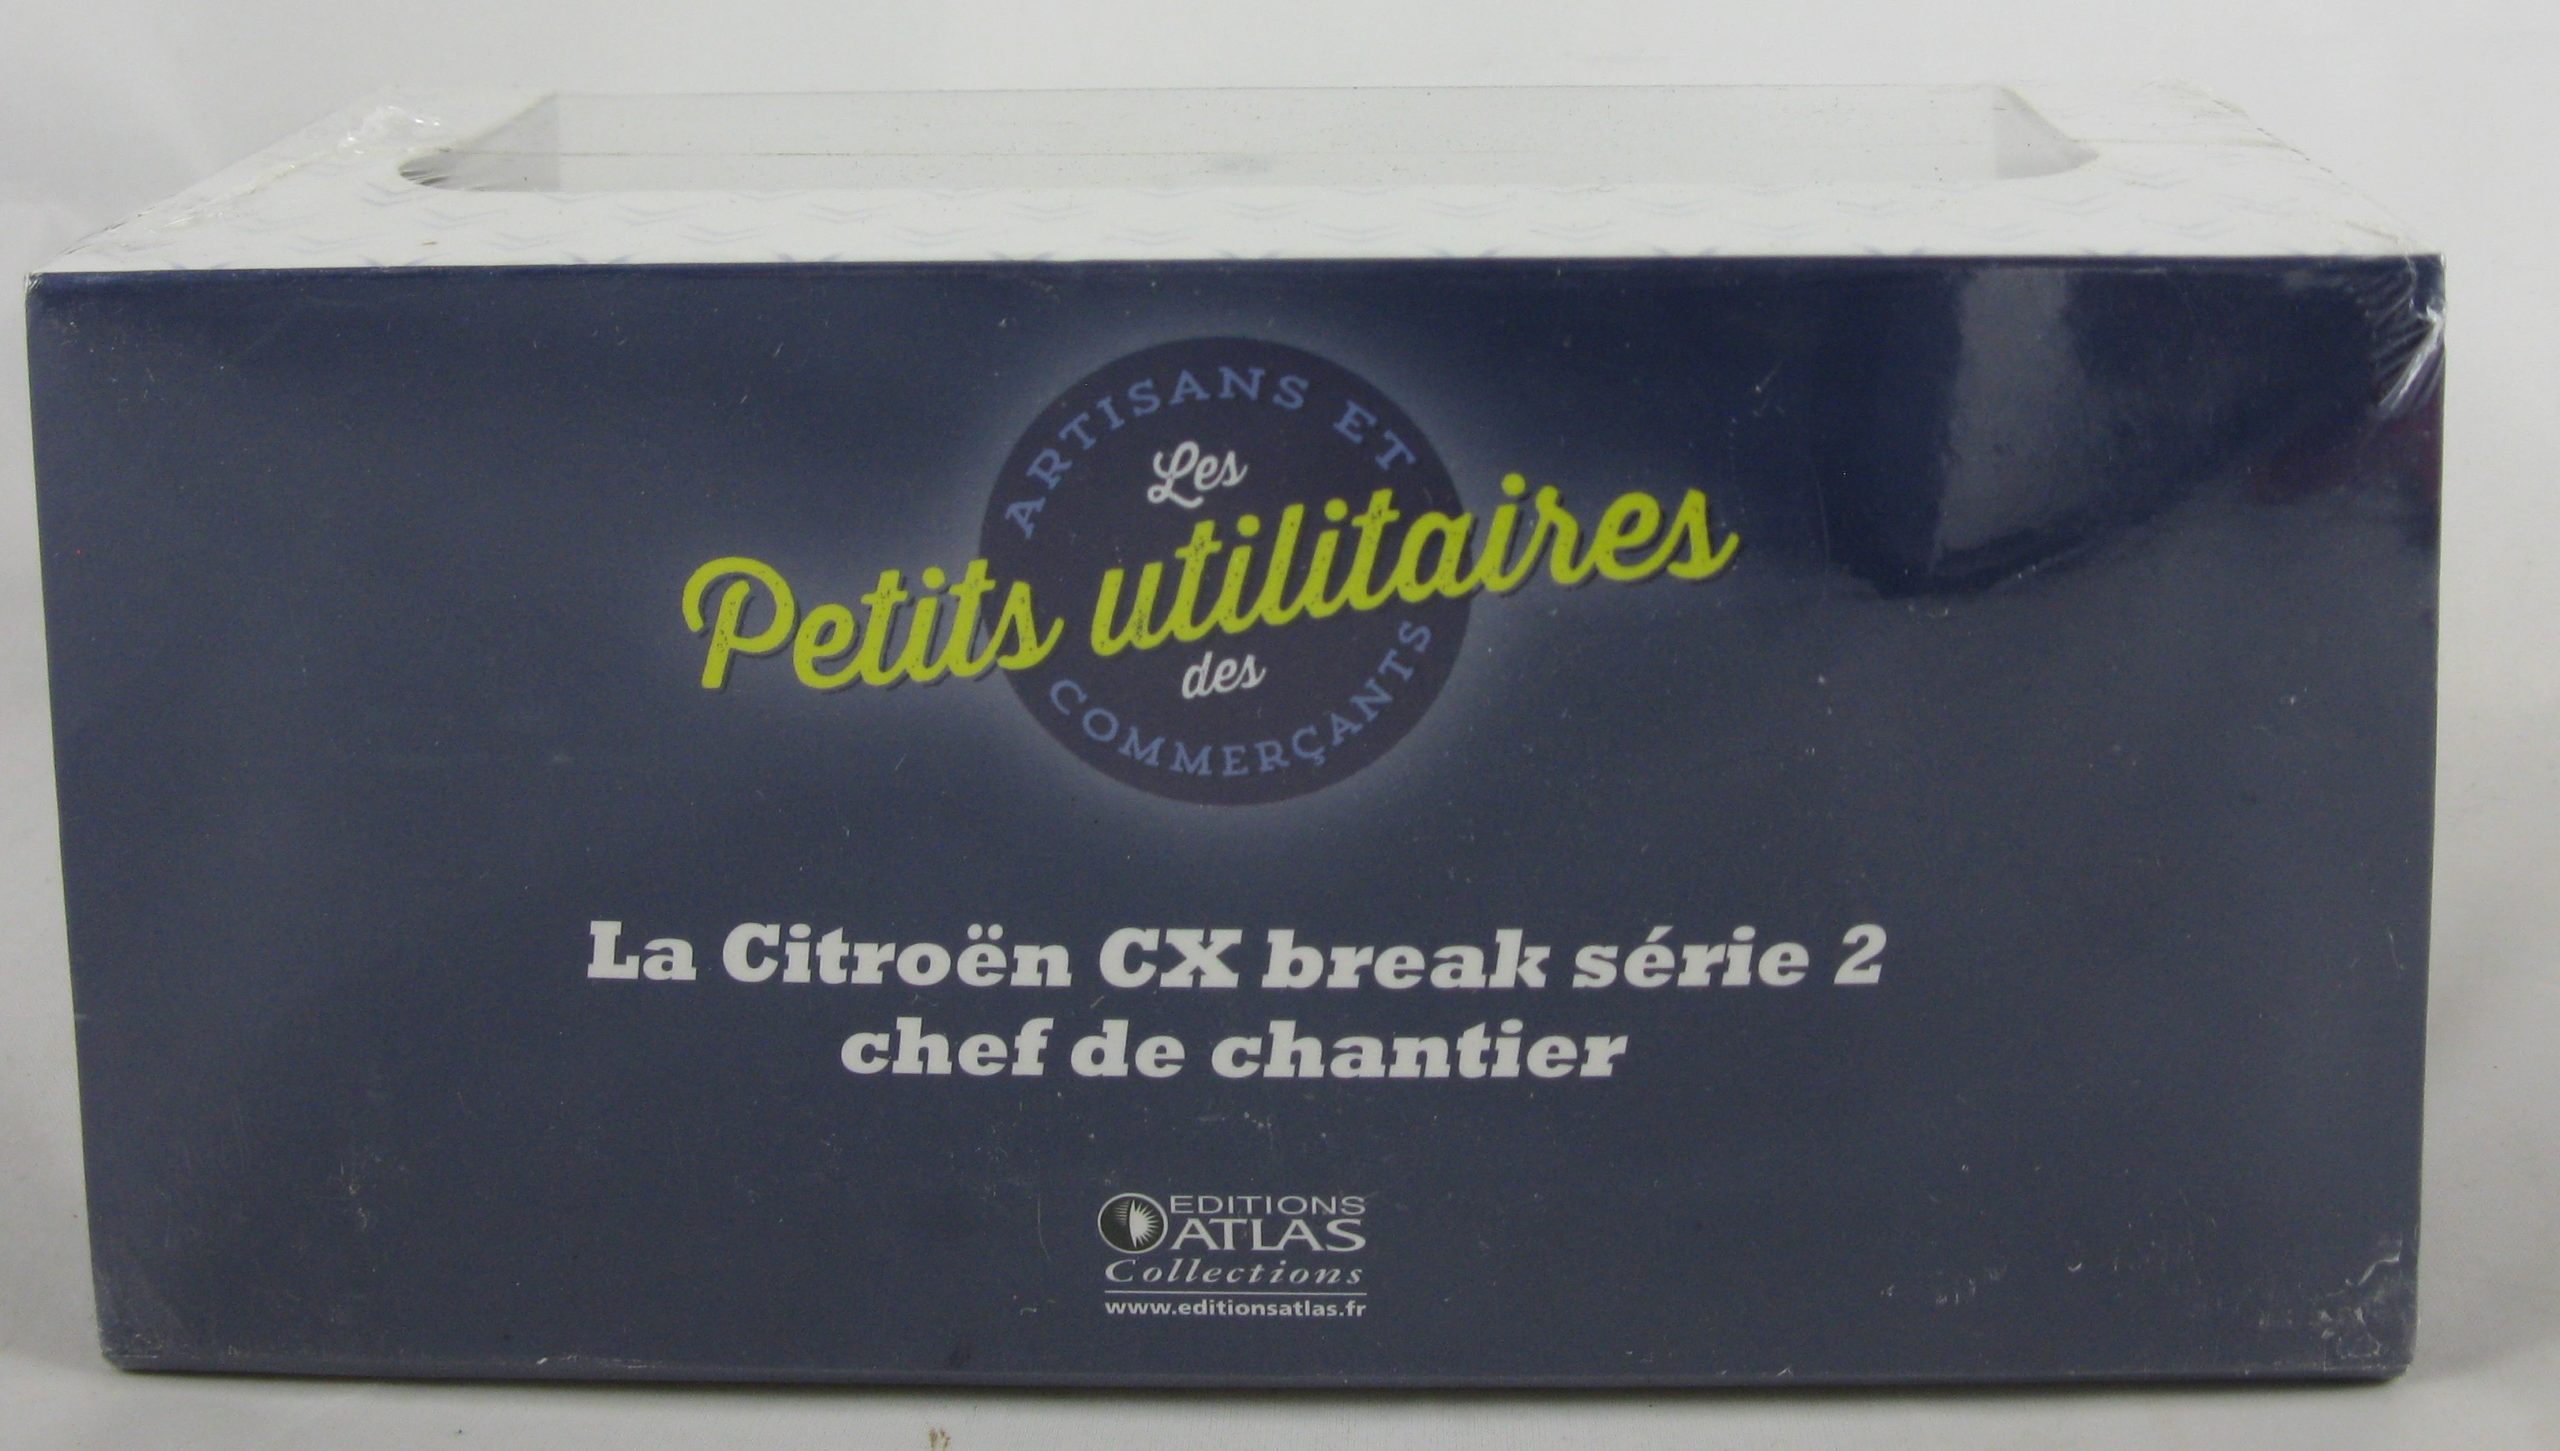 Les
Petits utilitaires
des
ARTISANS ET
COMMERÇANTS
La Citroën CX break série 2
chef de chantier
EDITIONS
ATLAS
Collections
www.editionsatlas.fr